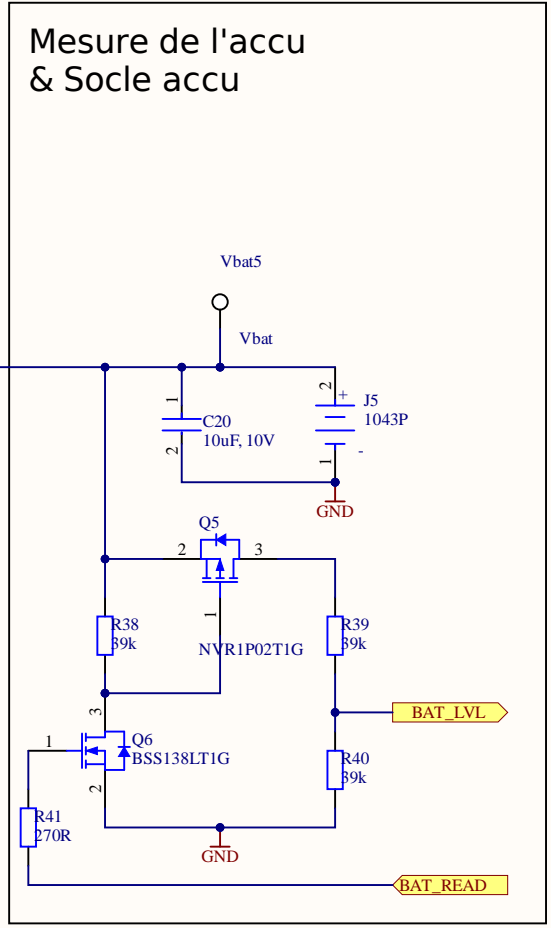 Mesure de l'accu
& Socle accu
Vbat5
Vbat
1
C20
10uF, 10V
2
2
+
J5
1043P
1
-
GND
Q5
2
3
1
NVR1P02T1G
R38
39k
R39
39k
BAT_LVL
3
1
Q6
BSS138LT1G
2
R40
39k
R41
270R
GND
BAT_READ